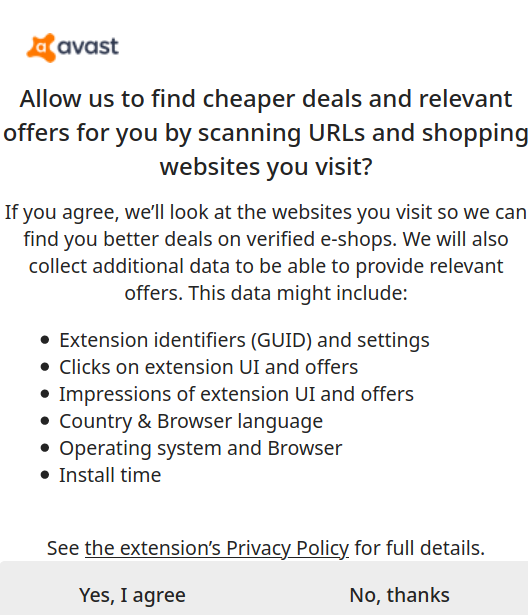 avast
Allow us to find cheaper deals and relevant
offers for you by scanning URLs and shopping
websites you visit?
If you agree, we’ll look at the websites you visit so we can
find you better deals on verified e-shops. We will also
collect additional data to be able to provide relevant
offers. This data might include:
• Extension identifiers (GUID) and settings
• Clicks on extension UI and offers
• Impressions of extension UI and offers
• Country & Browser language
• Operating system and Browser
• Install time
See the extension’s Privacy Policy for full details.
Yes, I agree No, thanks